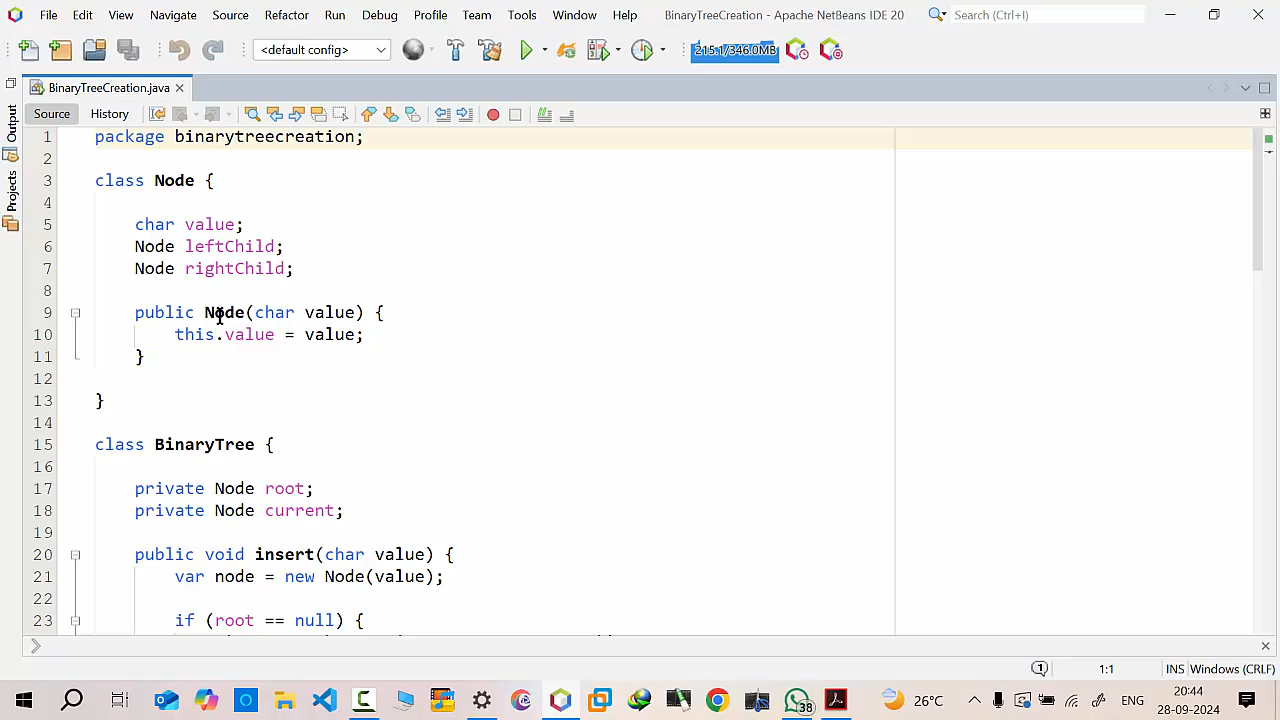 File Edit View Navigate Source Refactor Run Debug Profile Team Tools Window Help BinaryTreeCreation - Apache NetBeans IDE 20 Search (Ctrl+I)
<default config> 215.1/346.0MB
BinaryTreeCreation.java
Source History
Output
Projects
1 package binarytreecreation;
2
3 class Node {
4
5 char value;
6 Node leftChild;
7 Node rightChild;
8
9 public Node(char value) {
10 this.value = value;
11 }
12
13 }
14
15 class BinaryTree {
16
17 private Node root;
18 private Node current;
19
20 public void insert(char value) {
21 var node = new Node(value);
22
23 if (root == null) {
1 1:1 INS Windows (CRLF)
38 26°C ENG 20:44
28-09-2024